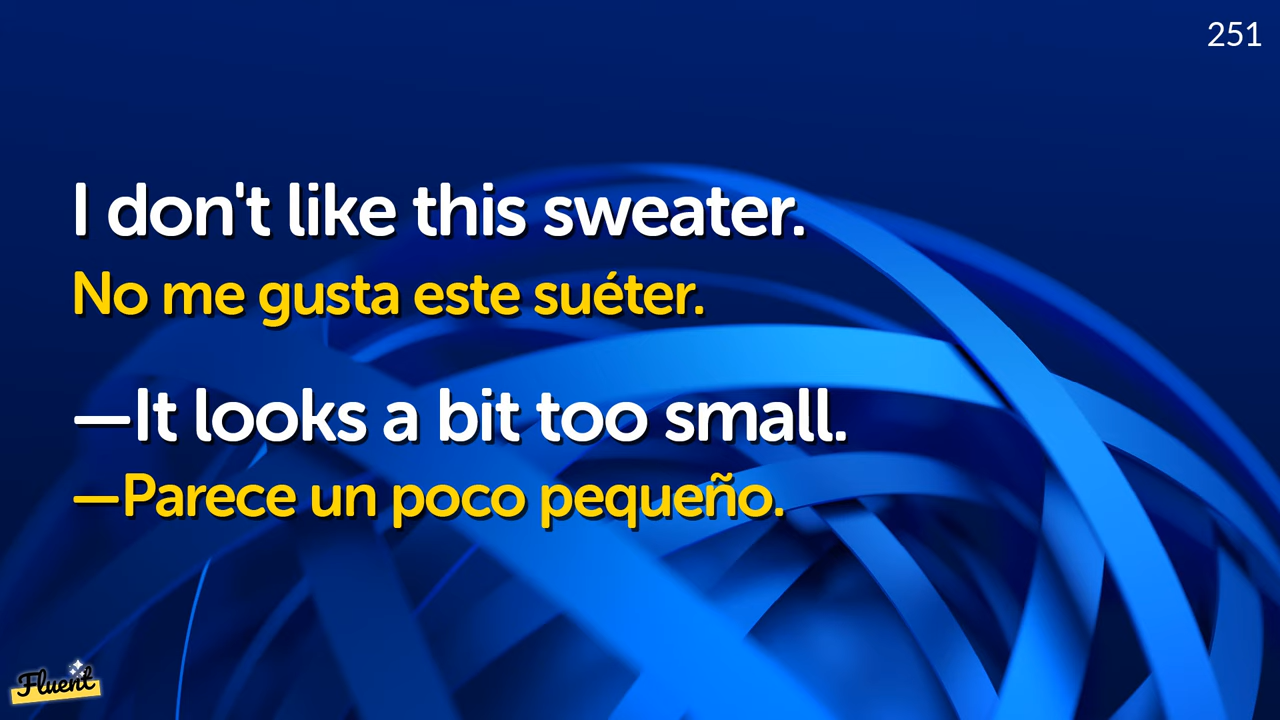 251
I don't like this sweater.
No me gusta este suéter.
—It looks a bit too small.
—Parece un poco pequeño.
Fluent